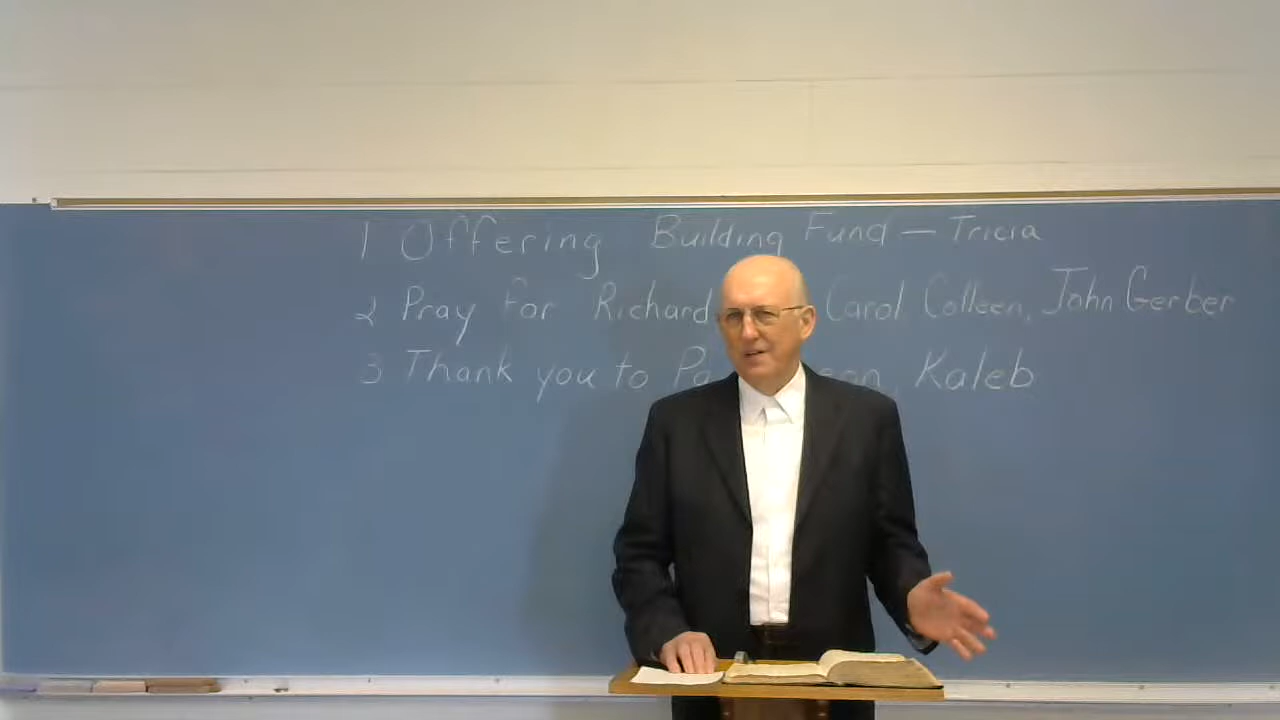 1 Offering Building Fund - Tricia
2 Pray for Richard Carol Colleen, John Gerber
3 Thank you to Kaleb